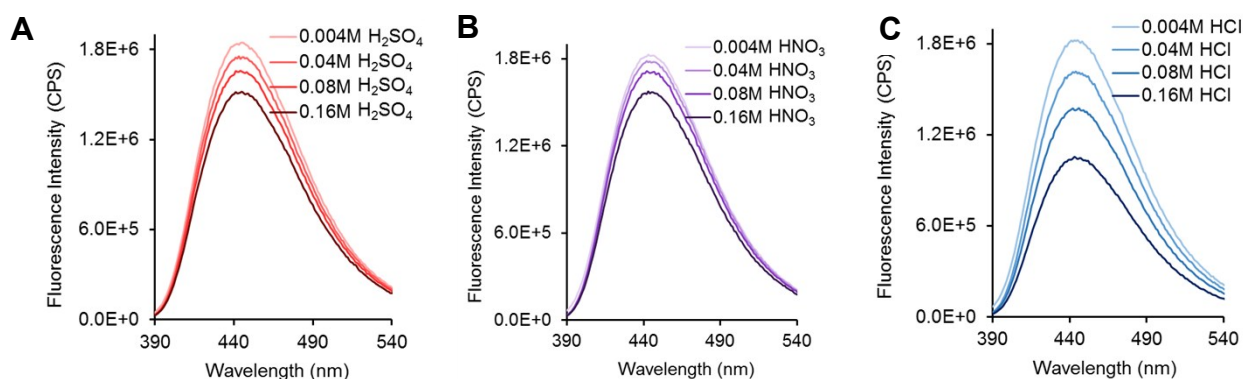 A
Fluorescence Intensity (CPS)
1.8E+6
1.2E+6
6.0E+5
0.0E+0
390 440 490 540
Wavelength (nm)
0.004M H₂SO₄
0.04M H₂SO₄
0.08M H₂SO₄
0.16M H₂SO₄
B
Fluorescence Intensity (CPS)
1.8E+6
1.2E+6
6.0E+5
0.0E+0
390 440 490 540
Wavelength (nm)
0.004M HNO₃
0.04M HNO₃
0.08M HNO₃
0.16M HNO₃
C
Fluorescence Intensity (CPS)
1.8E+6
1.2E+6
6.0E+5
0.0E+0
390 440 490 540
Wavelength (nm)
0.004M HCl
0.04M HCl
0.08M HCl
0.16M HCl